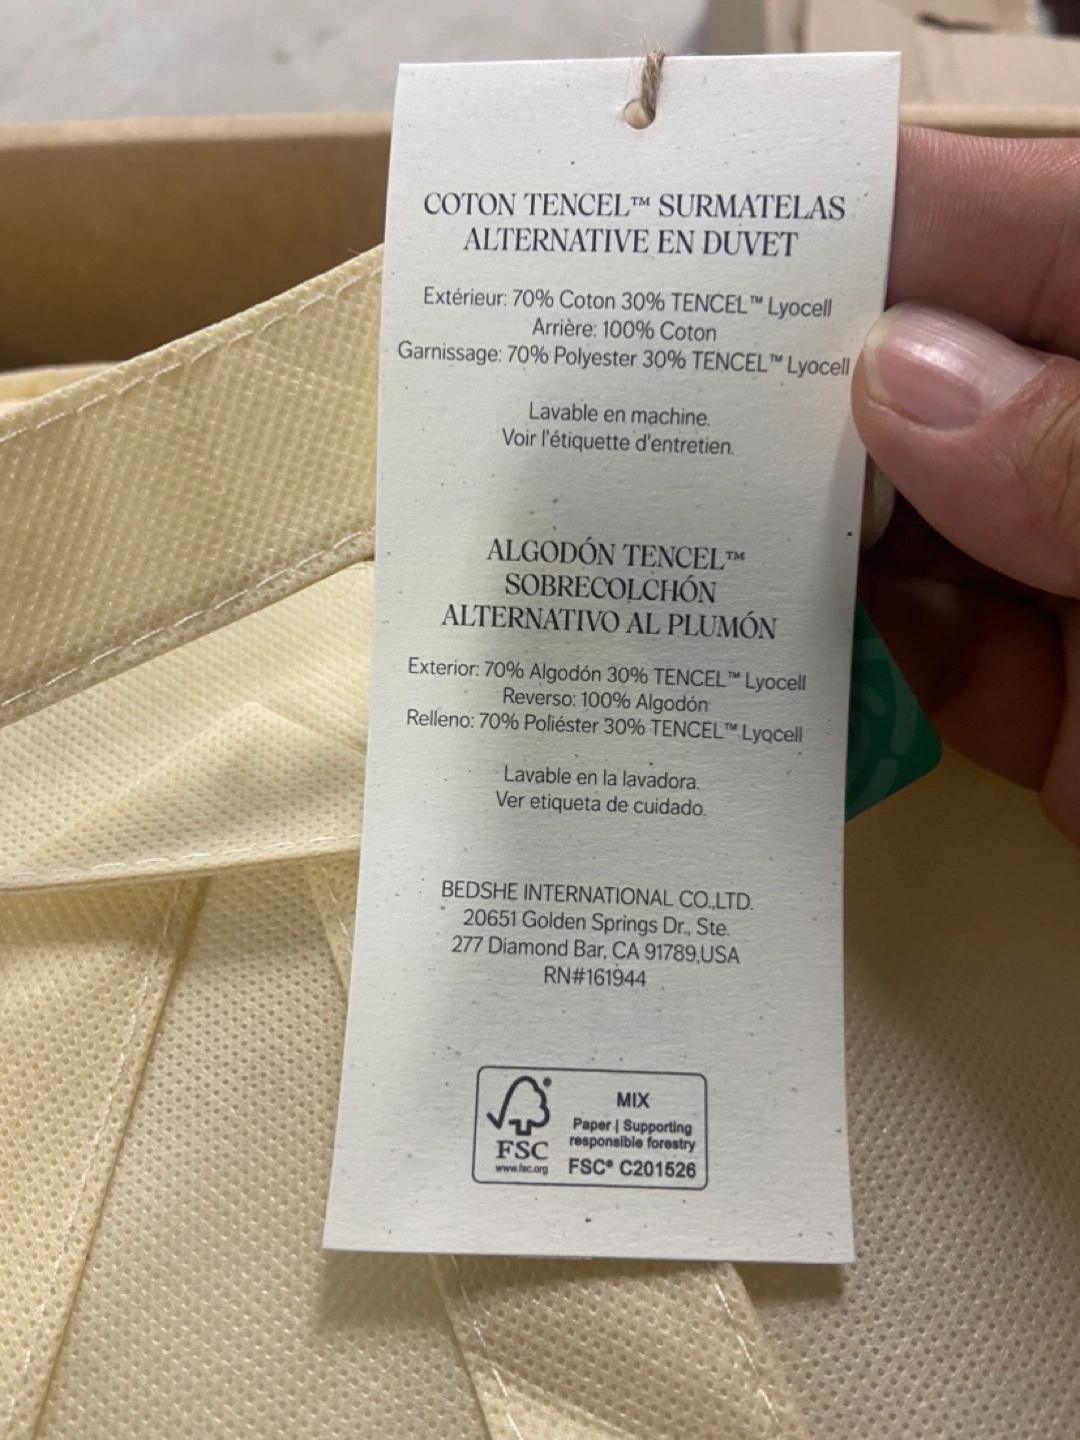 COTON TENCEL™ SURMATELAS
ALTERNATIVE EN DUVET
Extérieur: 70% Coton 30% TENCEL™ Lyocell
Arrière: 100% Coton
Garnissage: 70% Polyester 30% TENCEL™ Lyocell
Lavable en machine.
Voir l'étiquette d'entretien.
ALGODÓN TENCEL™
SOBRECOLCHÓN
ALTERNATIVO AL PLUMÓN
Exterior: 70% Algodón 30% TENCEL™ Lyocell
Reverso: 100% Algodón
Relleno: 70% Poliéster 30% TENCEL™ Lyocell
Lavable en la lavadora.
Ver etiqueta de cuidado.
BEDSHE INTERNATIONAL CO.,LTD.
20651 Golden Springs Dr., Ste.
277 Diamond Bar, CA 91789,USA
RN#161944
FSC
www.fsc.org
MIX
Paper | Supporting
responsible forestry
FSC® C201526